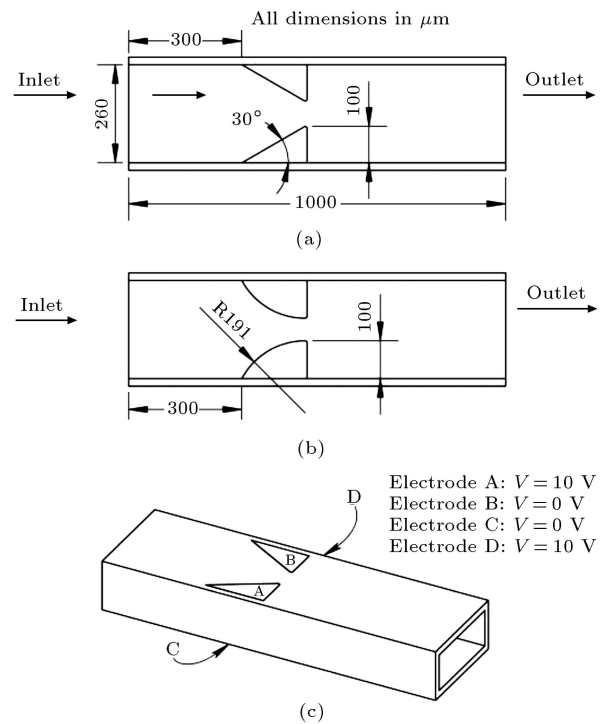 All dimensions in μm
300
Inlet
Outlet
260
30°
100
1000
(a)
Inlet
Outlet
R191
100
300
(b)
Electrode A: V = 10 V
Electrode B: V = 0 V
Electrode C: V = 0 V
Electrode D: V = 10 V
D
B
A
C
(c)